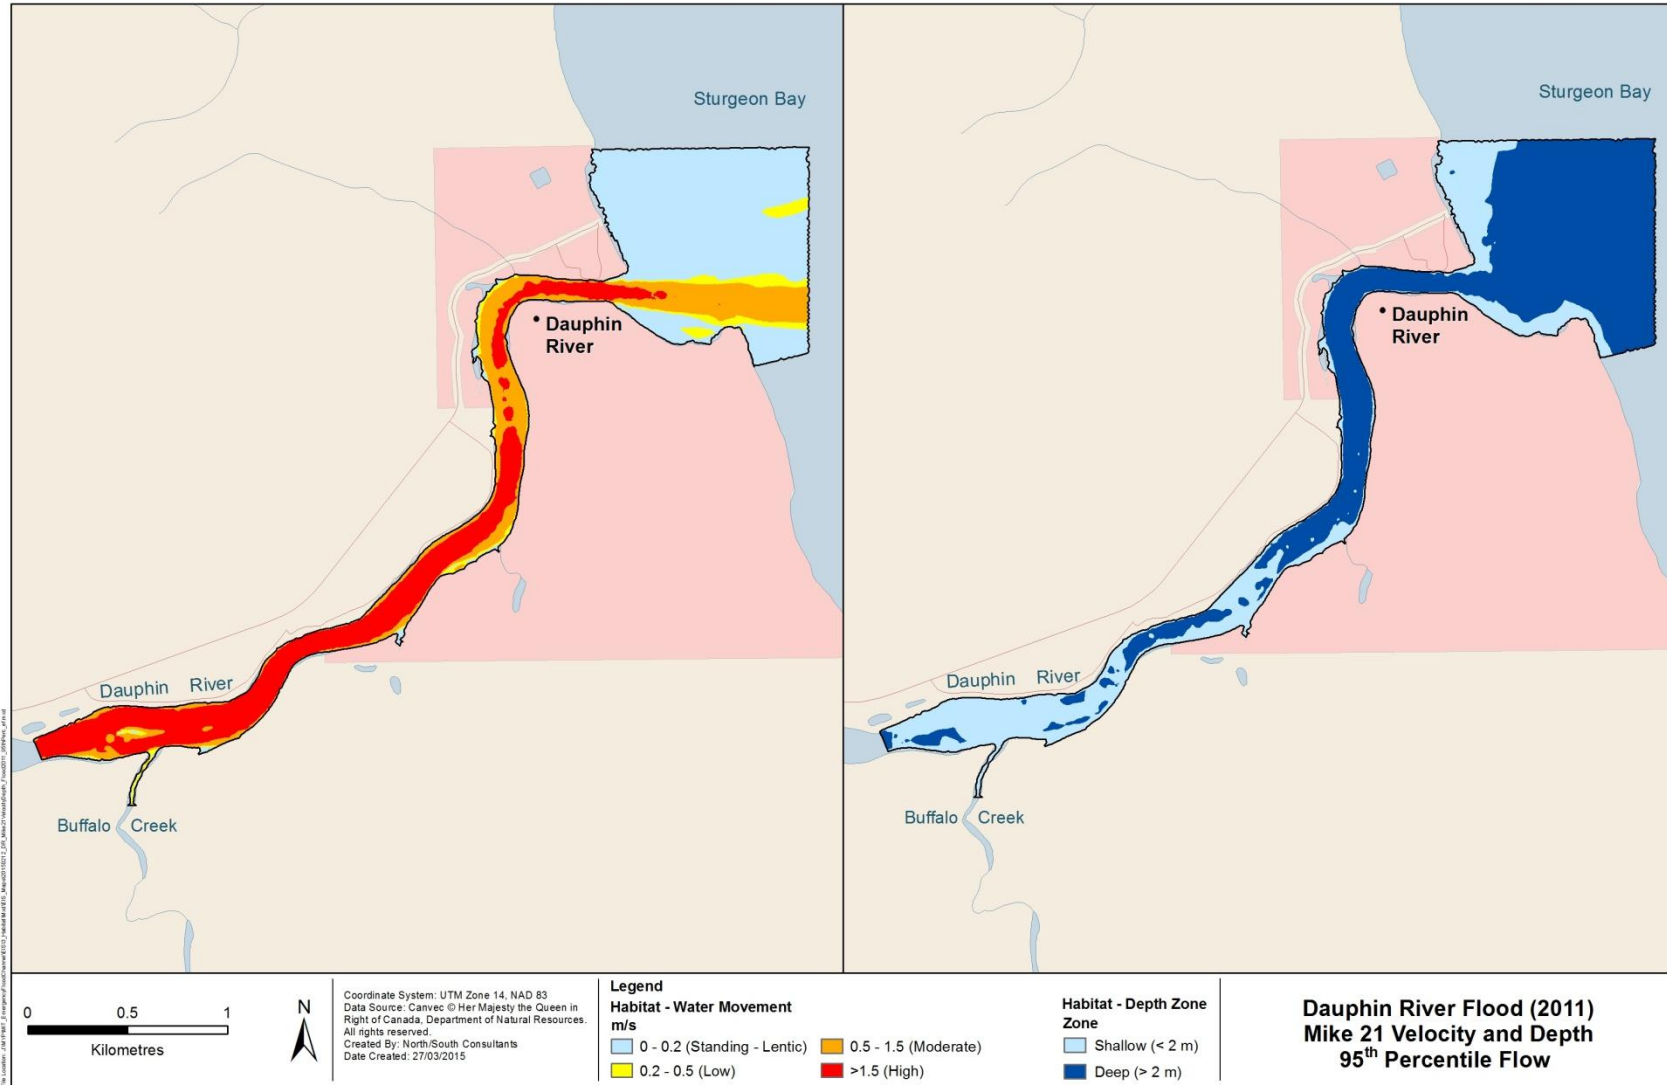 Sturgeon Bay
Dauphin
River
Dauphin River
Buffalo Creek
Sturgeon Bay
Dauphin
River
Dauphin River
Buffalo Creek
0 0.5 1
Kilometres
N
Coordinate System: UTM Zone 14, NAD 83
Data Source: Canvec © Her Majesty the Queen in
Right of Canada, Department of Natural Resources.
All rights reserved.
Created By: North/South Consultants
Date Created: 27/03/2015
Legend
Habitat - Water Movement
m/s
0 - 0.2 (Standing - Lentic)
0.2 - 0.5 (Low)
0.5 - 1.5 (Moderate)
>1.5 (High)
Habitat - Depth Zone
Zone
Shallow (< 2 m)
Deep (> 2 m)
Dauphin River Flood (2011)
Mike 21 Velocity and Depth
95th Percentile Flow